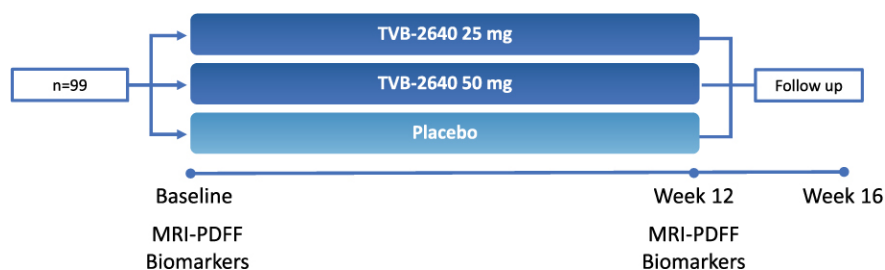 TVB-2640 25 mg
n=99
TVB-2640 50 mg
Follow up
Placebo
Baseline
Week 12
Week 16
MRI-PDFF
Biomarkers
MRI-PDFF
Biomarkers